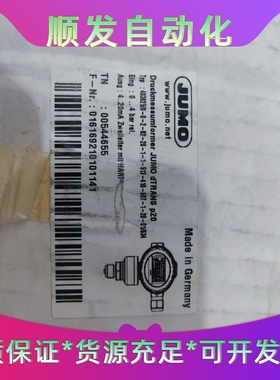 顺发自动化
JUMO
www.jumo.net
Made in Germany
Druckmessumformer JUMO dTRANS p20
Eing : 0...4 bar rel.
Ausg : 4...20mA Zweileiter mit HART
TN : 00544655
F-Nr.: 0161692101011141
质保证*货源充足*可开发